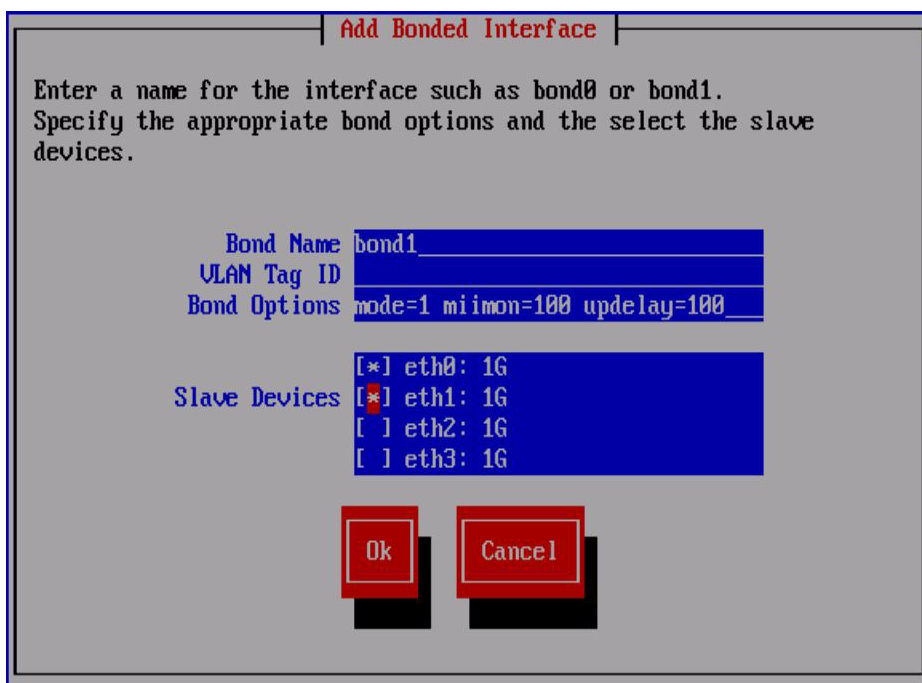 Add Bonded Interface
Enter a name for the interface such as bond0 or bond1.
Specify the appropriate bond options and the select the slave
devices.
Bond Name bond1
VLAN Tag ID
Bond Options mode=1 miimon=100 updelay=100
[*] eth0: 1G
Slave Devices [*] eth1: 1G
[ ] eth2: 1G
[ ] eth3: 1G
Ok Cancel